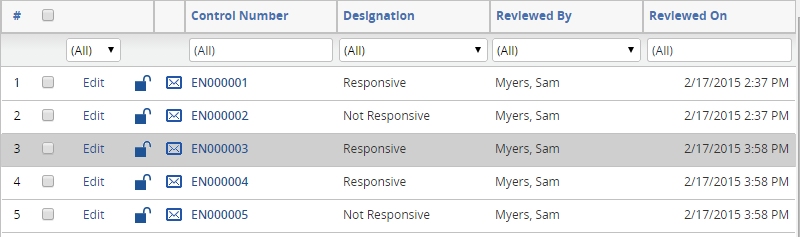 # Control Number Designation Reviewed By Reviewed On
(All) (All) (All) (All) (All)
1 Edit EN000001 Responsive Myers, Sam 2/17/2015 2:37 PM
2 Edit EN000002 Not Responsive Myers, Sam 2/17/2015 2:37 PM
3 Edit EN000003 Responsive Myers, Sam 2/17/2015 3:58 PM
4 Edit EN000004 Responsive Myers, Sam 2/17/2015 3:58 PM
5 Edit EN000005 Not Responsive Myers, Sam 2/17/2015 3:58 PM